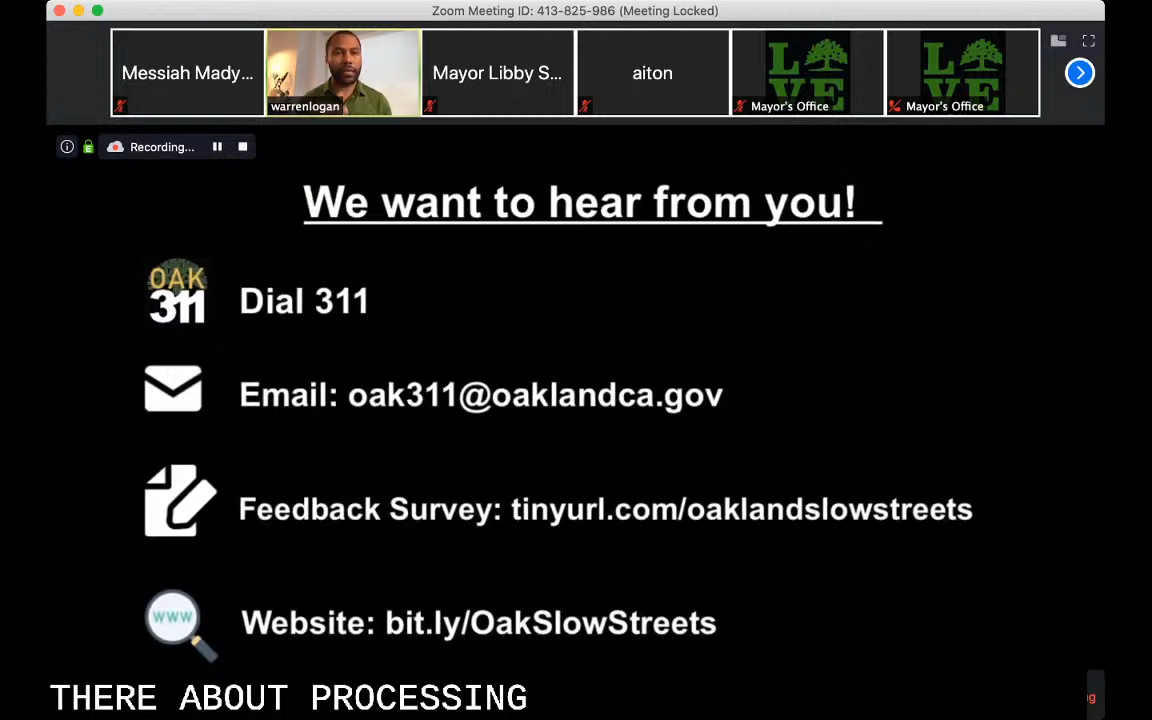 Zoom Meeting ID: 413-825-986 (Meeting Locked)
Messiah Mady...
warrenlogan
Mayor Libby S...
aiton
LOVE
Mayor's Office
LOVE
Mayor's Office
Recording...
We want to hear from you!
OAK
311
Dial 311
Email: oak311@oaklandca.gov
Feedback Survey: tinyurl.com/oaklandslowstreets
www
Website: bit.ly/OakSlowStreets
THERE ABOUT PROCESSING